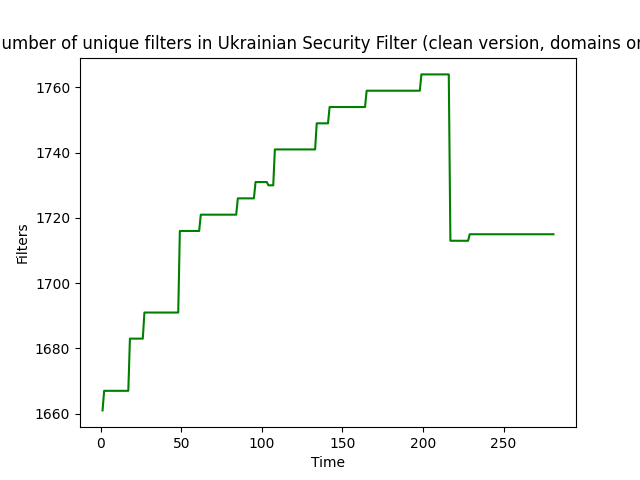 umber of unique filters in Ukrainian Security Filter (clean version, domains or
1760
1740
1720
1700
1680
1660
Filters
0 50 100 150 200 250
Time